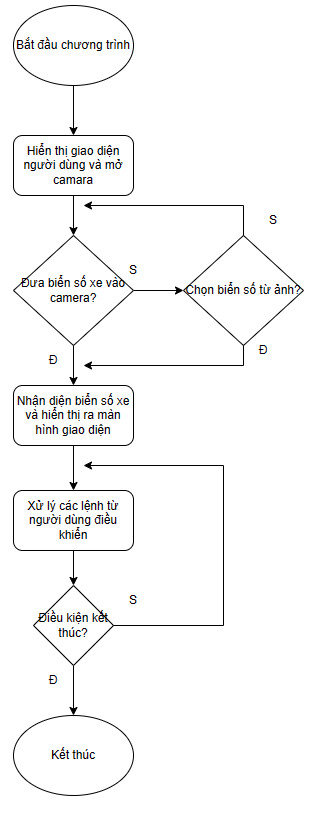 Bắt đầu chương trình
Hiển thị giao diện
người dùng và mở
camara
S
Đưa biển số xe vào
camera?
S
Chọn biển số từ ảnh?
Đ
Đ
Nhận diện biển số xe
và hiển thị ra màn
hình giao diện
Xử lý các lệnh từ
người dùng điều
khiển
Điều kiện kết
thúc?
S
Đ
Kết thúc